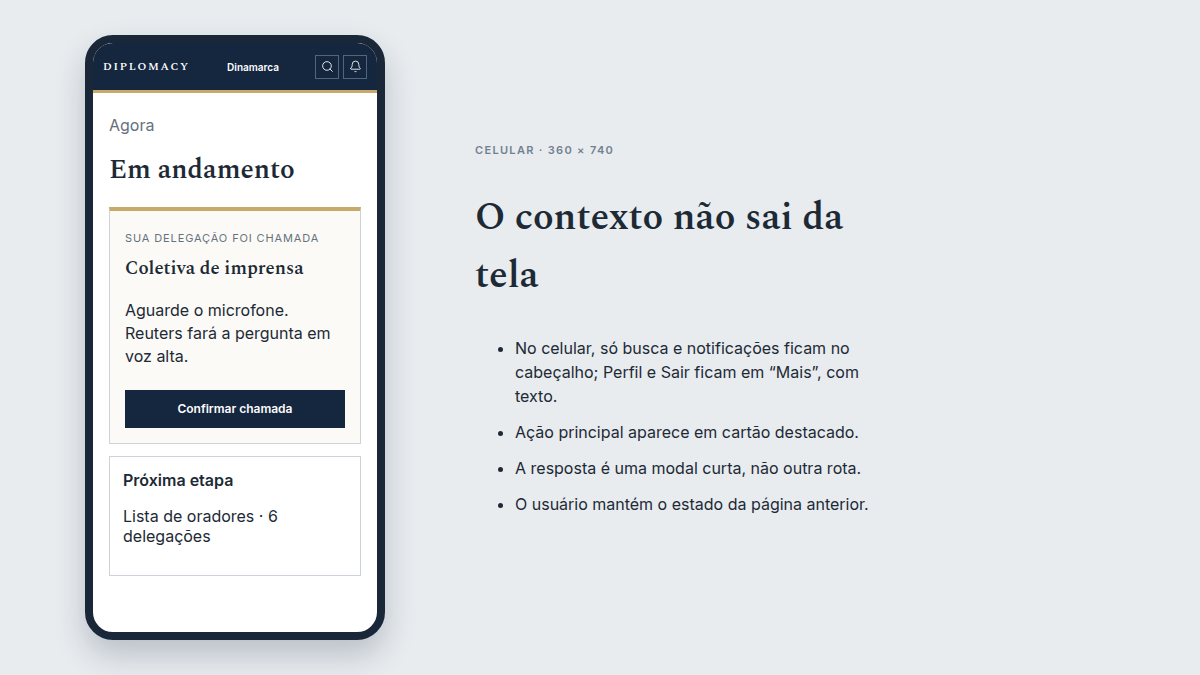 DIPLOMACY Dinamarca
Agora
Em andamento
SUA DELEGAÇÃO FOI CHAMADA
Coletiva de imprensa
Aguarde o microfone.
Reuters fará a pergunta em
voz alta.
Confirmar chamada
Próxima etapa
Lista de oradores · 6
delegações
CELULAR · 360 × 740
O contexto não sai da
tela
• No celular, só busca e notificações ficam no
cabeçalho; Perfil e Sair ficam em “Mais”, com
texto.
• Ação principal aparece em cartão destacado.
• A resposta é uma modal curta, não outra rota.
• O usuário mantém o estado da página anterior.